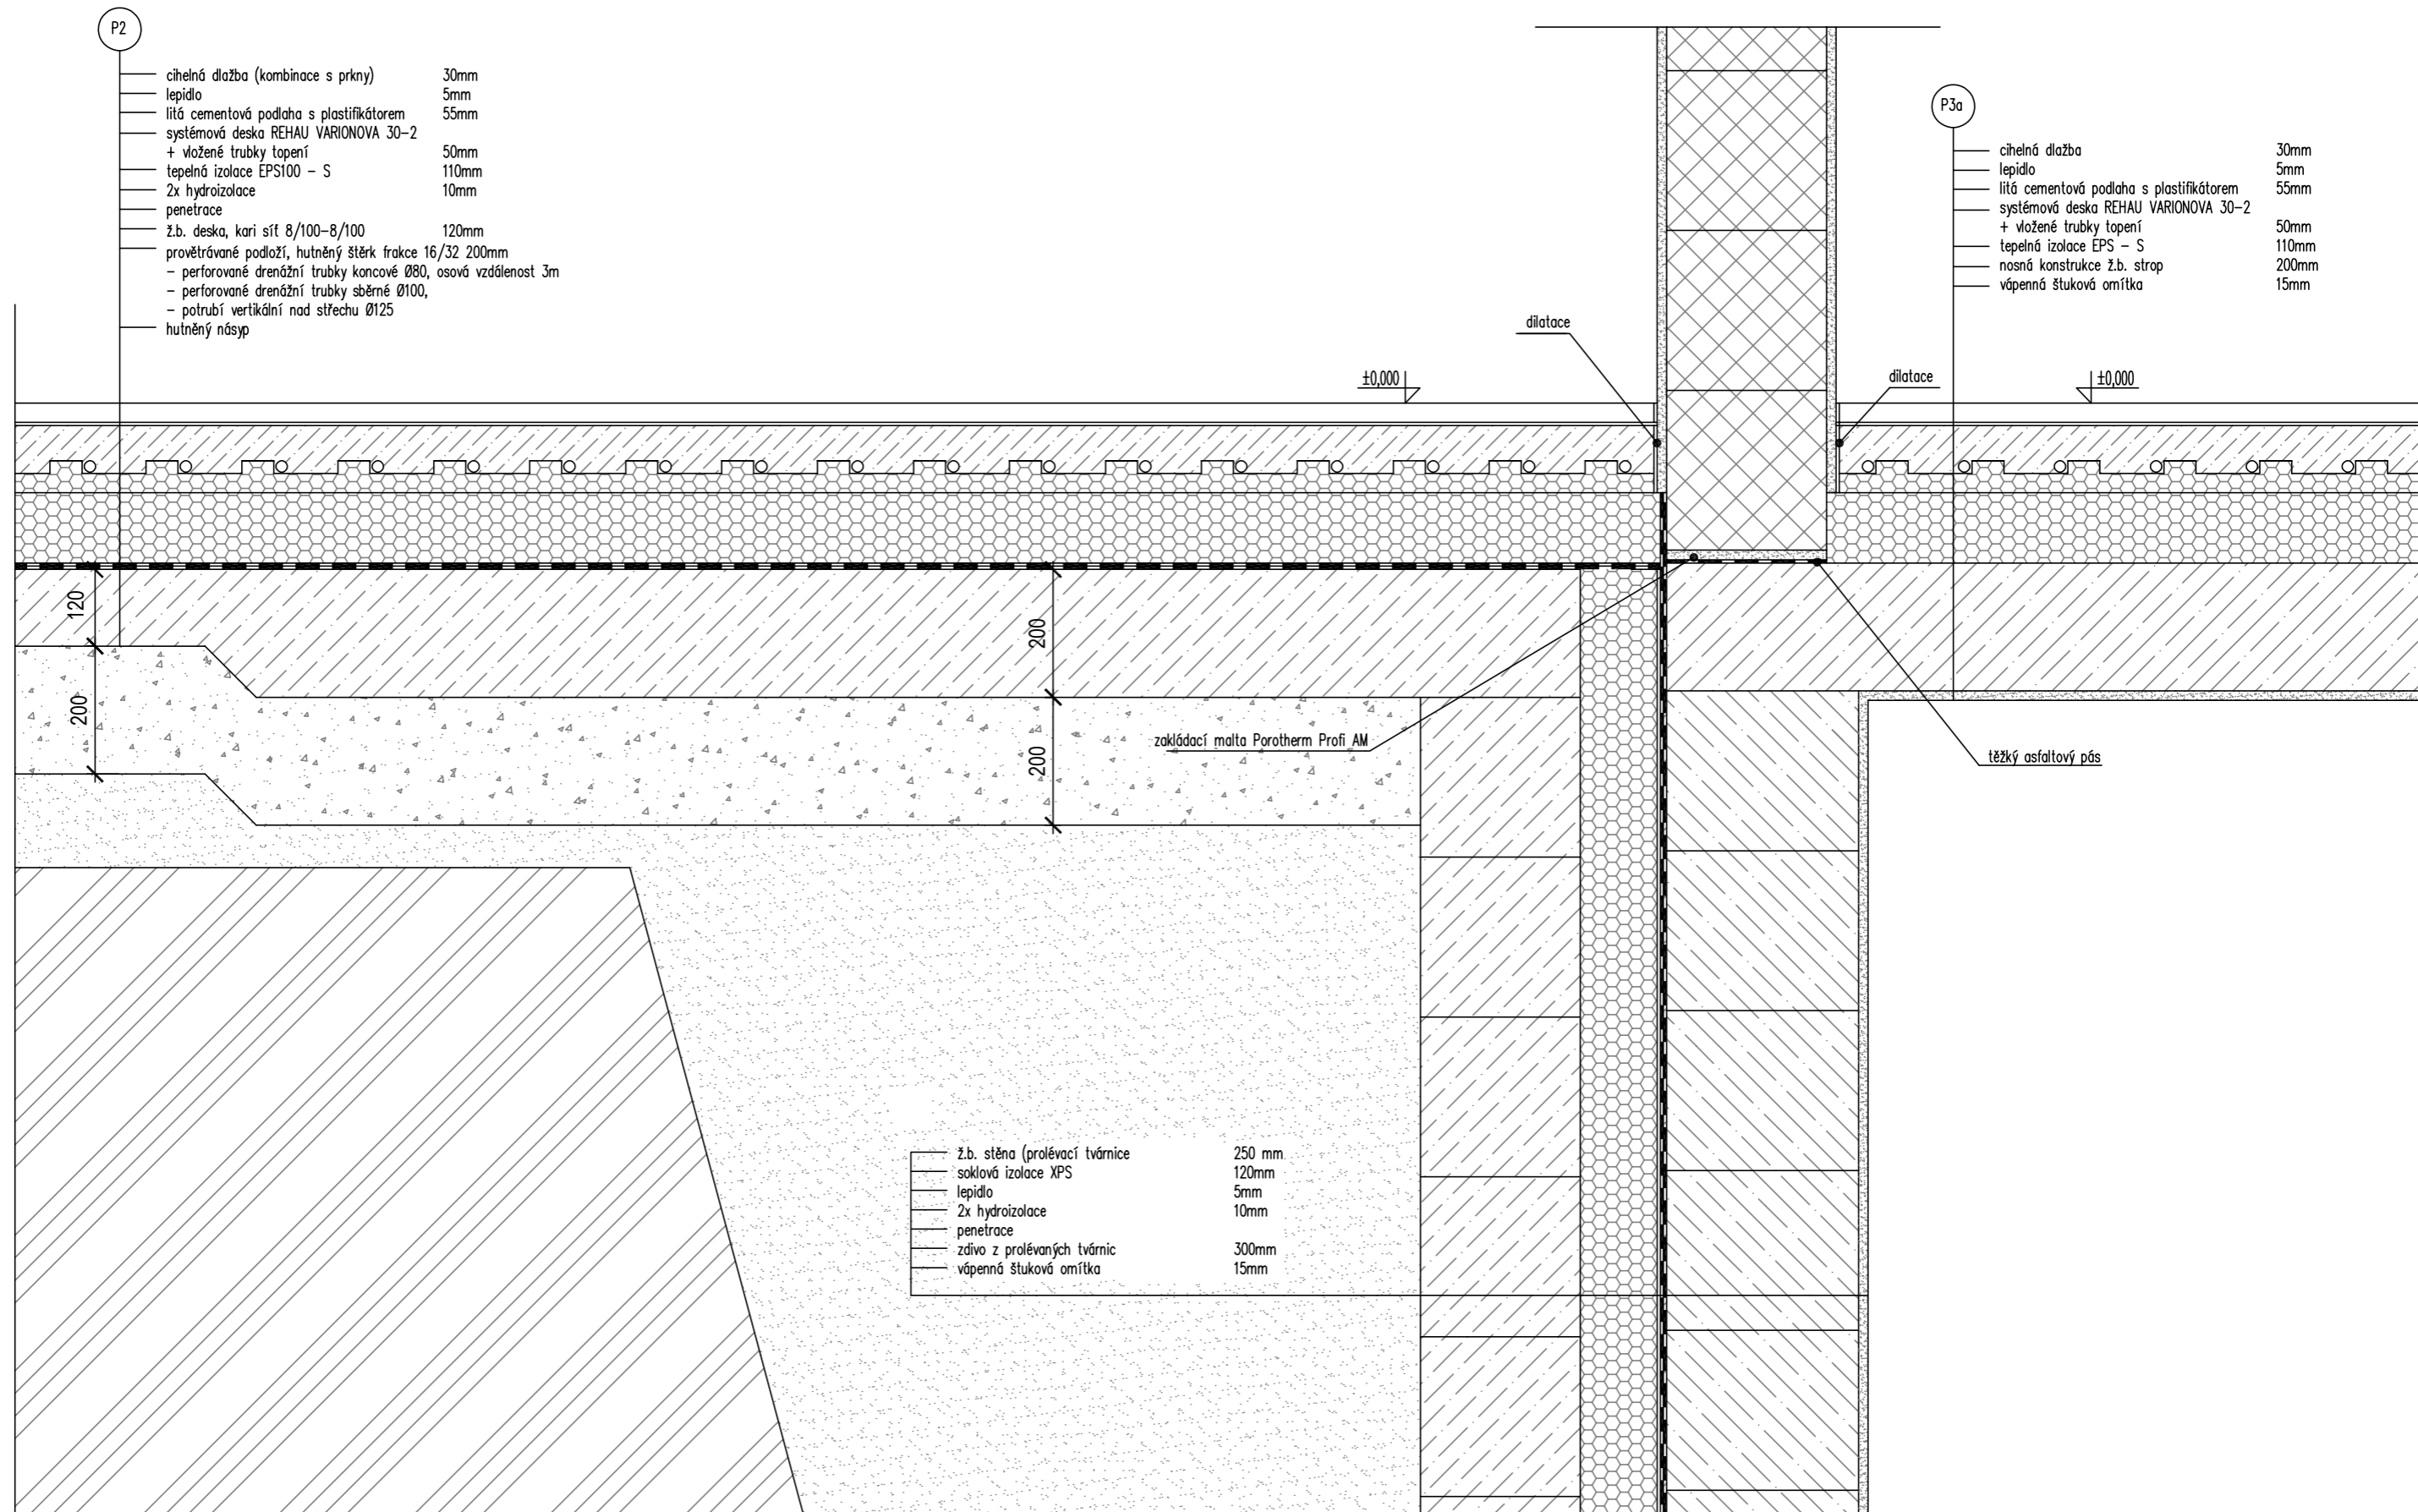 P2
cihelná dlažba (kombinace s prkny) 30mm
lepidlo 5mm
litá cementová podlaha s plastifikátorem 55mm
systémová deska REHAU VARIONOVA 30-2
+ vložené trubky topení 50mm
tepelná izolace EPS100 - S 110mm
2x hydroizolace 10mm
penetrace
ž.b. deska, kari síť 8/100-8/100 120mm
provětrávané podloží, hutněný štěrk frakce 16/32 200mm
- perforované drenážní trubky koncové Ø80, osová vzdálenost 3m
- perforované drenážní trubky sběrné Ø100,
- potrubí vertikální nad střechu Ø125
hutněný násyp
P3a
cihelná dlažba 30mm
lepidlo 5mm
litá cementová podlaha s plastifikátorem 55mm
systémová deska REHAU VARIONOVA 30-2
+ vložené trubky topení 50mm
tepelná izolace EPS - S 110mm
nosná konstrukce ž.b. strop 200mm
vápenná štuková omítka 15mm
dilatace
±0,000
dilatace
±0,000
120
200
200
200
zakládací malta Porotherm Profi AM
těžký asfaltový pás
ž.b. stěna (prolévací tvárnice 250 mm
soklová izolace XPS 120mm
lepidlo 5mm
2x hydroizolace 10mm
penetrace
zdivo z prolévaných tvárnic 300mm
vápenná štuková omítka 15mm